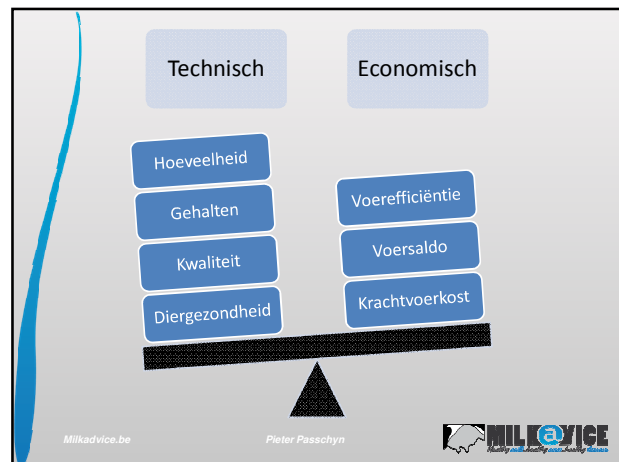 Technisch
Economisch
Hoeveelheid
Gehalten
Kwaliteit
Diergezondheid
Voerefficiëntie
Voersaldo
Krachtvoerkost
Milkadvice.be
Pieter Passchyn
MILK@VICE